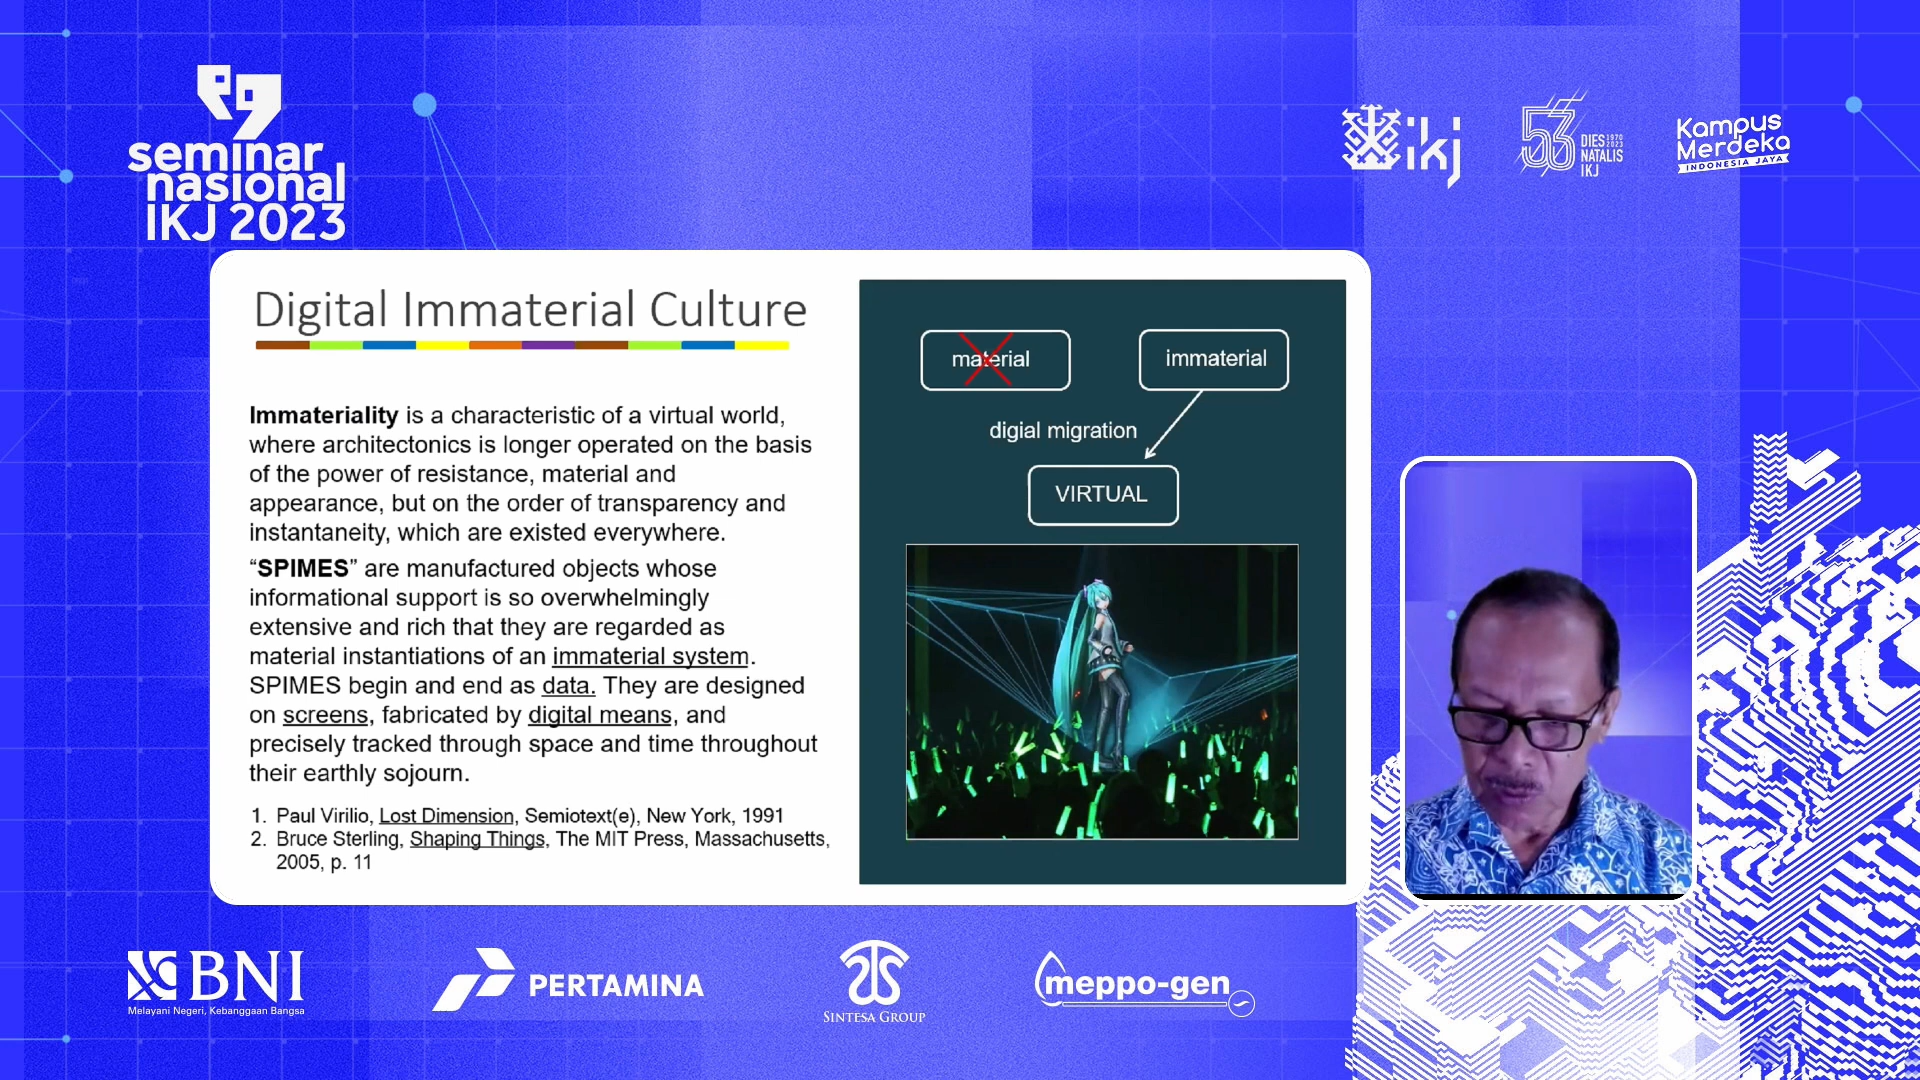 seminar
nasional
IKJ 2023
ikj
53
DIES 1970
NATALIS 2023
IKJ
Kampus
Merdeka
INDONESIA JAYA
Digital Immaterial Culture
Immateriality is a characteristic of a virtual world,
where architectonics is longer operated on the basis
of the power of resistance, material and
appearance, but on the order of transparency and
instantaneity, which are existed everywhere.
“SPIMES” are manufactured objects whose
informational support is so overwhelmingly
extensive and rich that they are regarded as
material instantiations of an immaterial system.
SPIMES begin and end as data. They are designed
on screens, fabricated by digital means, and
precisely tracked through space and time throughout
their earthly sojourn.
1. Paul Virilio, Lost Dimension, Semiotext(e), New York, 1991
2. Bruce Sterling, Shaping Things, The MIT Press, Massachusetts,
2005, p. 11
material
immaterial
digial migration
VIRTUAL
BNI
Melayani Negeri, Kebanggaan Bangsa
PERTAMINA
SINTESA GROUP
meppo-gen